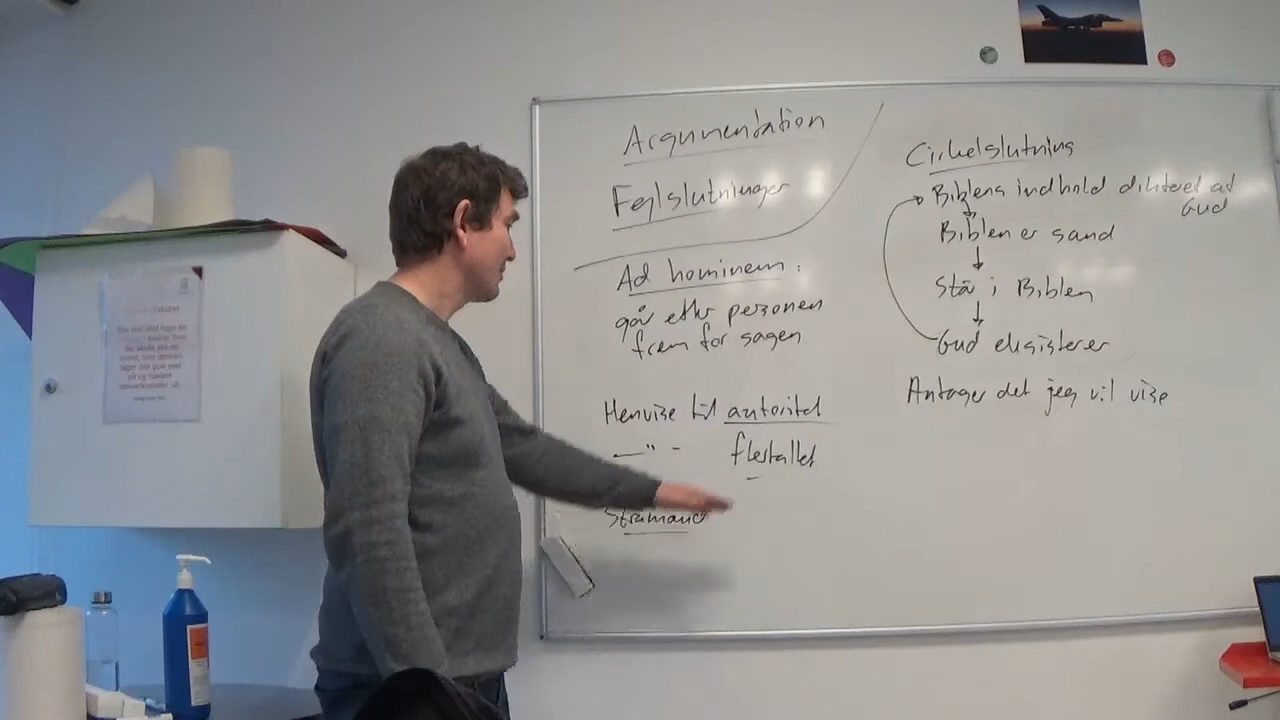 Argumentation
Fejlslutninger
Ad hominem:
går efter personen
frem for sagen
Henvise til autoritet
—"— flertallet
Stråmand
Cirkelslutning
Biblens indhold dikteret af
Gud
Biblen er sand
Stå i Biblen
Gud eksisterer
Antager det jeg vil vise